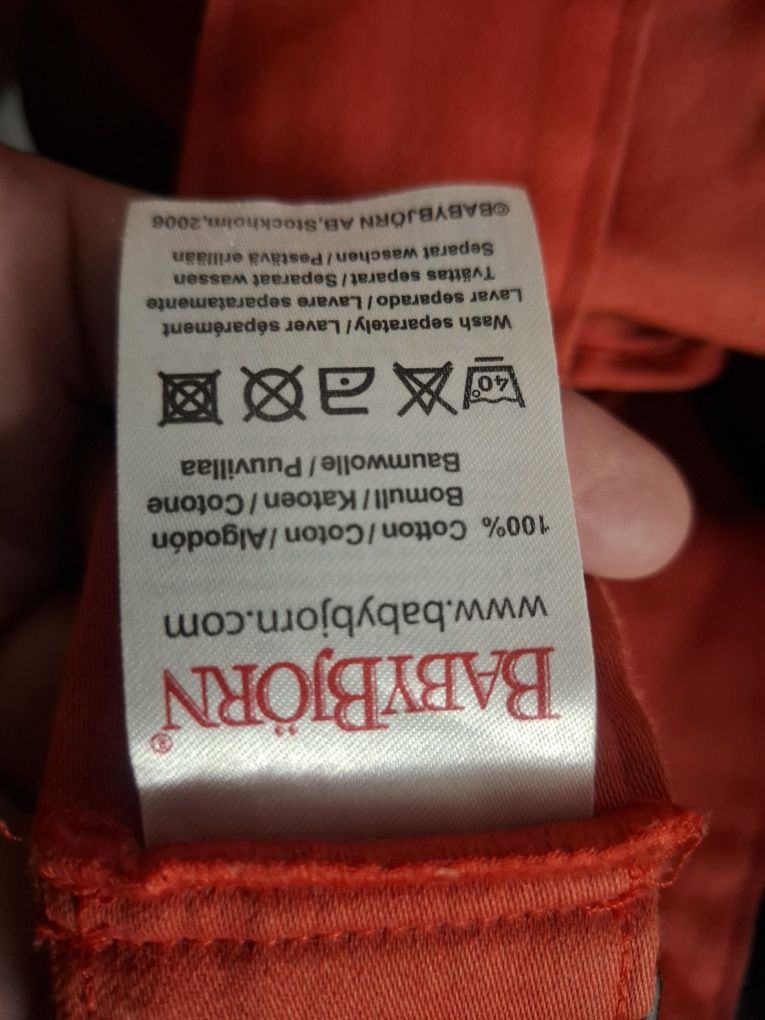 BABYBJÖRN®
www.babybjorn.com
100% Cotton/Coton/Algodón
Bomull/Katoen/Cotone
Baumwolle/Puuvillaa
40°
Wash separately/Laver séparément
Lavar separado/Lavare separatamente
Tvättas separat/Separaat wassen
Separat waschen/Pestävä erillään
©BABYBJÖRN AB,Stockholm,2006